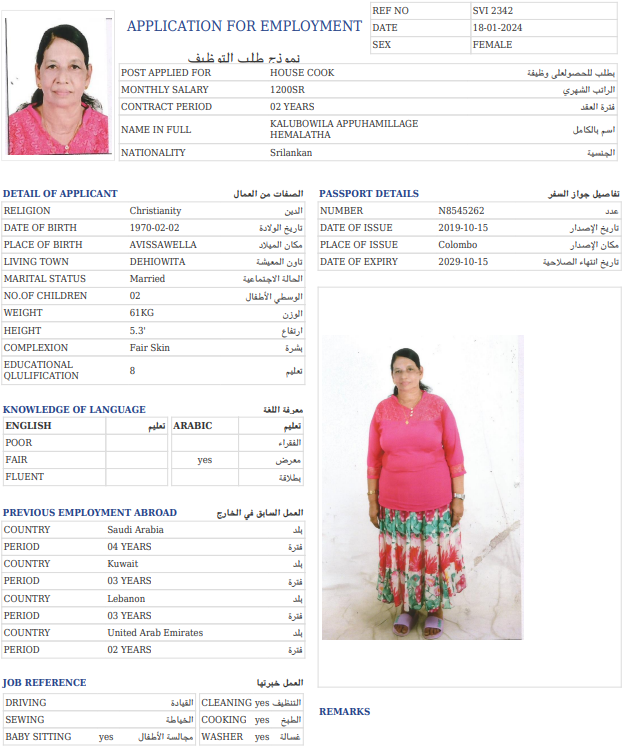 APPLICATION FOR EMPLOYMENT
نموذج طلب التوظيف
REF NO SVI 2342
DATE 18-01-2024
SEX FEMALE
POST APPLIED FOR HOUSE COOK يطلب للحصولعلى وظيفة
MONTHLY SALARY 1200SR الراتب الشهري
CONTRACT PERIOD 02 YEARS فترة العقد
NAME IN FULL KALUBOWILA APPUHAMILLAGE HEMALATHA اسم بالكامل
NATIONALITY Srilankan الجنسية
DETAIL OF APPLICANT الصفات من العمال
RELIGION Christianity الدين
DATE OF BIRTH 1970-02-02 تاريخ الولادة
PLACE OF BIRTH AVISSAWELLA مكان الميلاد
LIVING TOWN DEHIOWITA تاون المعيشة
MARITAL STATUS Married الحالة الاجتماعية
NO.OF CHILDREN 02 الوسطي الأطفال
WEIGHT 61KG الوزن
HEIGHT 5.3' ارتفاع
COMPLEXION Fair Skin بشرة
EDUCATIONAL QLULIFICATION 8 تعليم
PASSPORT DETAILS تفاصيل جواز السفر
NUMBER N8545262 عدد
DATE OF ISSUE 2019-10-15 تاريخ الإصدار
PLACE OF ISSUE Colombo مكان الإصدار
DATE OF EXPIRY 2029-10-15 تاريخ انتهاء الصلاحية
KNOWLEDGE OF LANGUAGE معرفة اللغة
ENGLISH تعليم ARABIC تعليم
POOR الفقراء
FAIR yes معرض
FLUENT بطلاقة
PREVIOUS EMPLOYMENT ABROAD العمل السابق في الخارج
COUNTRY Saudi Arabia بلد
PERIOD 04 YEARS فترة
COUNTRY Kuwait بلد
PERIOD 03 YEARS فترة
COUNTRY Lebanon بلد
PERIOD 03 YEARS فترة
COUNTRY United Arab Emirates بلد
PERIOD 02 YEARS فترة
JOB REFERENCE العمل خبرتها
DRIVING القيادة CLEANING yes التنظيف
SEWING الخياطة COOKING yes الطبخ
BABY SITTING yes مجالسة الأطفال WASHER yes غسالة
REMARKS